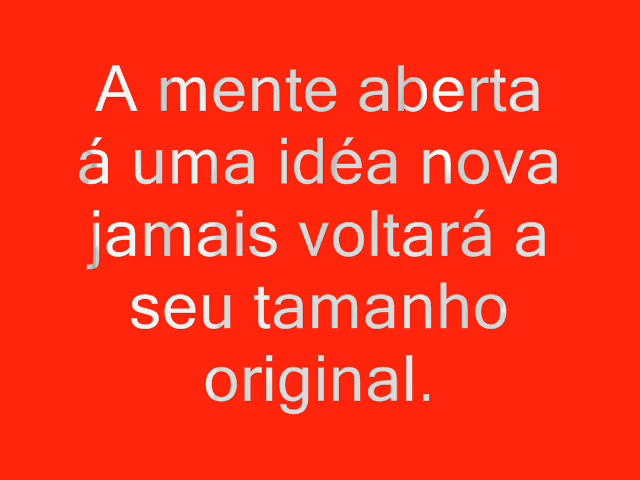 A mente aberta
á uma idéa nova
jamais voltará a
seu tamanho
original.